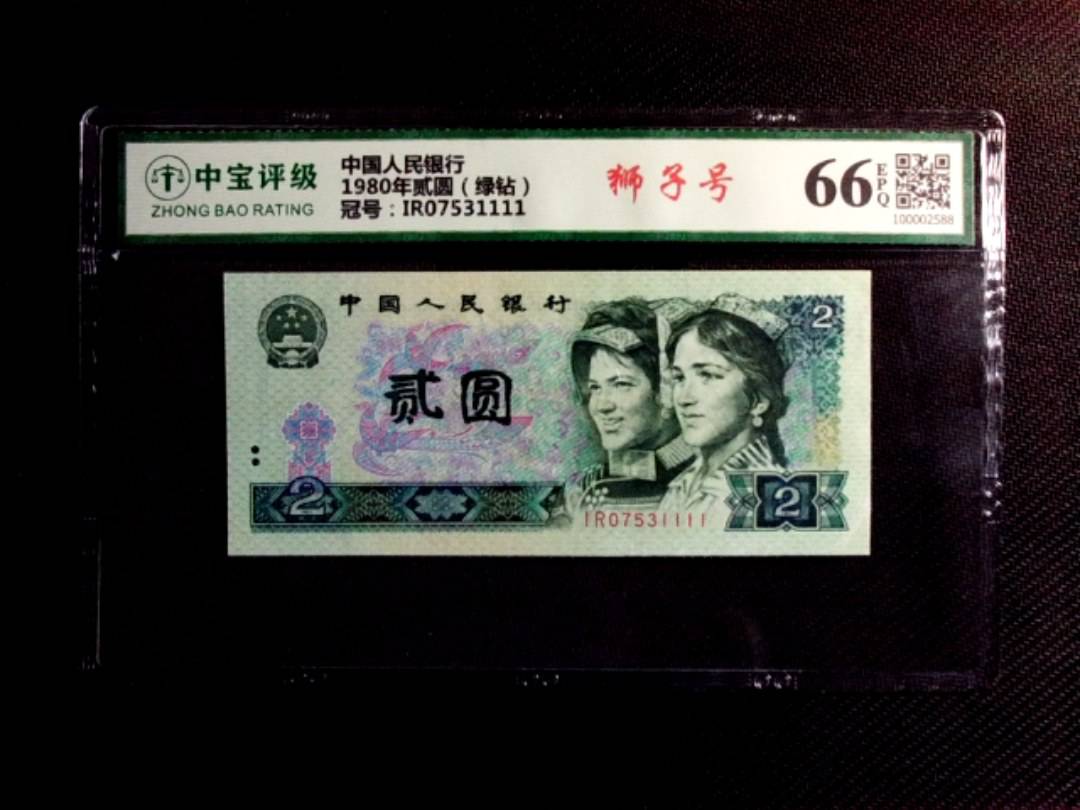 中宝评级
ZHONG BAO RATING
中国人民银行
1980年贰圆（绿钻）
冠号：IR07531111
狮子号
66
EPQ
100002588
中国人民银行
2
贰圆
2
IR07531111
2